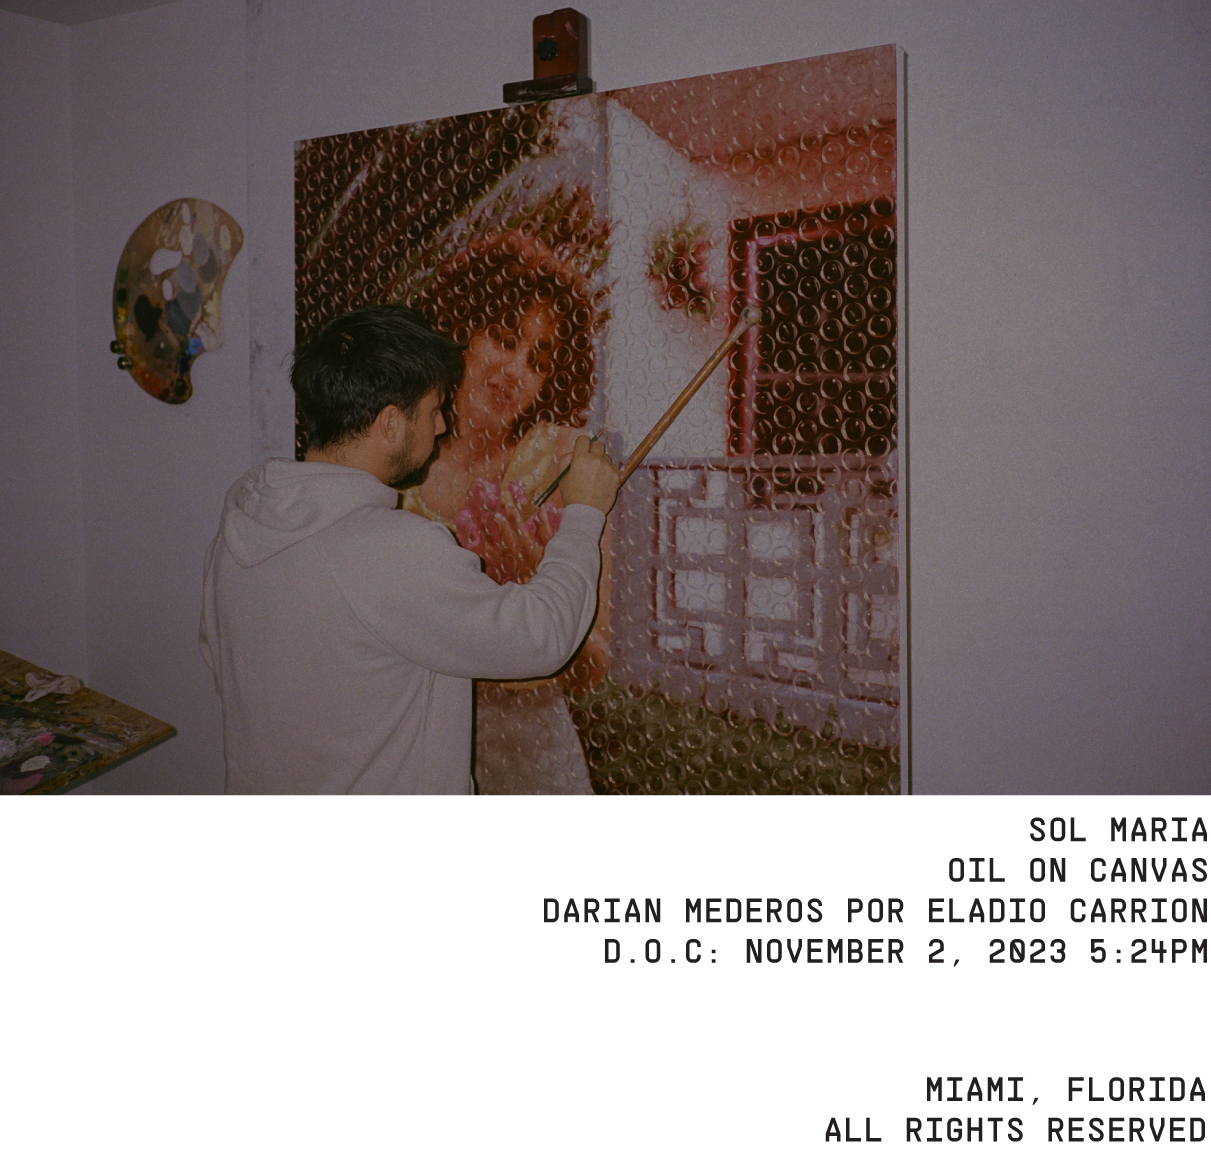 SOL MARIA
OIL ON CANVAS
DARIAN MEDEROS POR ELADIO CARRION
D.O.C: NOVEMBER 2, 2023 5:24PM
MIAMI, FLORIDA
ALL RIGHTS RESERVED